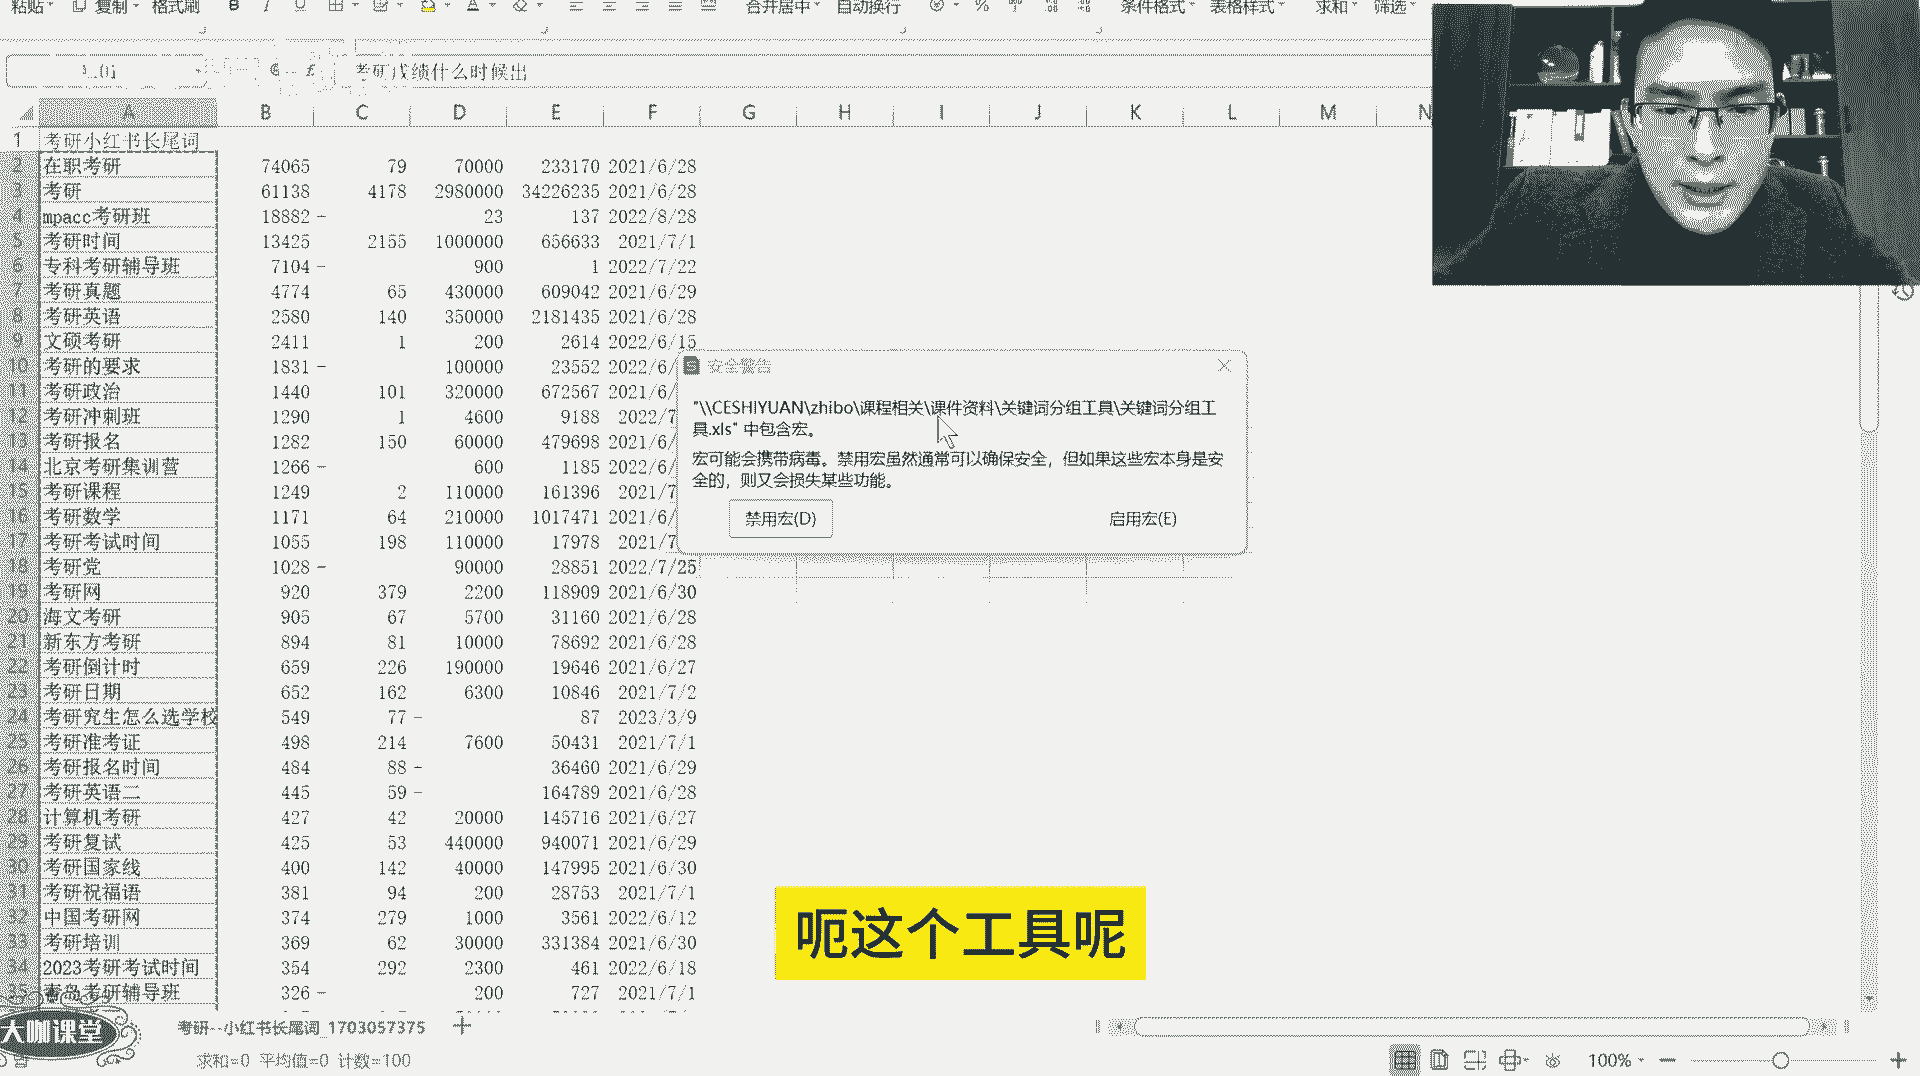 粘贴 复制 格式刷 B I U A 合并居中 自动换行 % 条件格式 表格样式 求和 筛选
考研成绩什么时候出
A B C D E F G H I J K L M N
1 考研小红书长尾词
2 在职考研 74065 79 70000 233170 2021/6/28
3 考研 61138 4178 2980000 34226235 2021/6/28
4 mpacc考研班 18882 - 23 137 2022/8/28
5 考研时间 13425 2155 1000000 656633 2021/7/1
6 专科考研辅导班 7104 - 900 1 2022/7/22
7 考研真题 4774 65 430000 609042 2021/6/29
8 考研英语 2580 140 350000 2181435 2021/6/28
9 文硕考研 2411 1 200 2614 2022/6/15
10 考研的要求 1831 - 100000 23552 2022/6/
11 考研政治 1440 101 320000 672567 2021/6/
12 考研冲刺班 1290 1 4600 9188 2022/7
13 考研报名 1282 150 60000 479698 2021/6/
14 北京考研集训营 1266 - 600 1185 2022/6/
15 考研课程 1249 2 110000 161396 2021/7
16 考研数学 1171 64 210000 1017471 2021/6/
17 考研考试时间 1055 198 110000 17978 2021/7
18 考研党 1028 - 90000 28851 2022/7/25
19 考研网 920 379 2200 118909 2021/6/30
20 海文考研 905 67 5700 31160 2021/6/28
21 新东方考研 894 81 10000 78692 2021/6/28
22 考研倒计时 659 226 190000 19646 2021/6/27
23 考研日期 652 162 6300 10846 2021/7/2
24 考研究生怎么选学校 549 77 - 87 2023/3/9
25 考研准考证 498 214 7600 50431 2021/7/1
26 考研报名时间 484 88 - 36460 2021/6/29
27 考研英语二 445 59 - 164789 2021/6/28
28 计算机考研 427 42 20000 145716 2021/6/27
29 考研复试 425 53 440000 940071 2021/6/29
30 考研国家线 400 142 40000 147995 2021/6/30
31 考研祝福语 381 94 200 28753 2021/7/1
32 中国考研网 374 279 1000 3561 2022/6/12
33 考研培训 369 62 30000 331384 2021/6/30
34 2023考研考试时间 354 292 2300 461 2022/6/18
35 青岛考研辅导班 326 - 200 727 2021/7/1
安全警告
"\\CESHIYUAN\zhibo\课程相关\课件资料\关键词分组工具\关键词分组工
具.xls" 中包含宏。
宏可能会携带病毒。禁用宏虽然通常可以确保安全，但如果这些宏本身是安
全的，则又会损失某些功能。
禁用宏(D) 启用宏(E)
呃这个工具呢
大咖课堂
考研--小红书长尾词_1703057375
求和=0 平均值=0 计数=100
100%